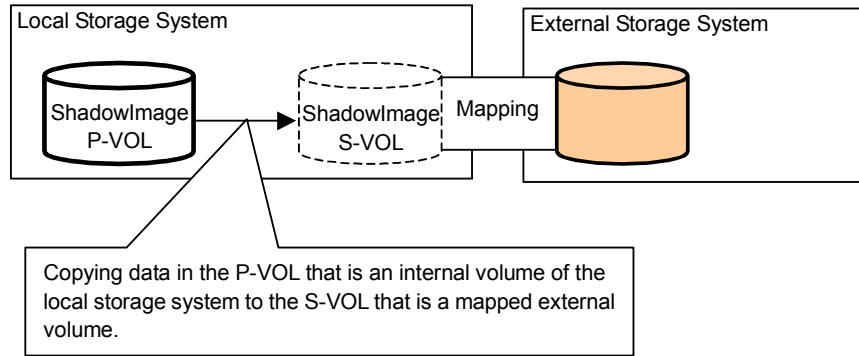 Local Storage System
External Storage System
ShadowImage
P-VOL
ShadowImage
S-VOL
Mapping
Copying data in the P-VOL that is an internal volume of the
local storage system to the S-VOL that is a mapped external
volume.